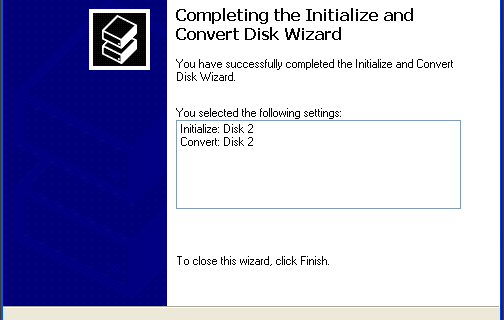 Completing the Initialize and
Convert Disk Wizard
You have successfully completed the Initialize and Convert
Disk Wizard.
You selected the following settings:
Initialize: Disk 2
Convert: Disk 2
To close this wizard, click Finish.